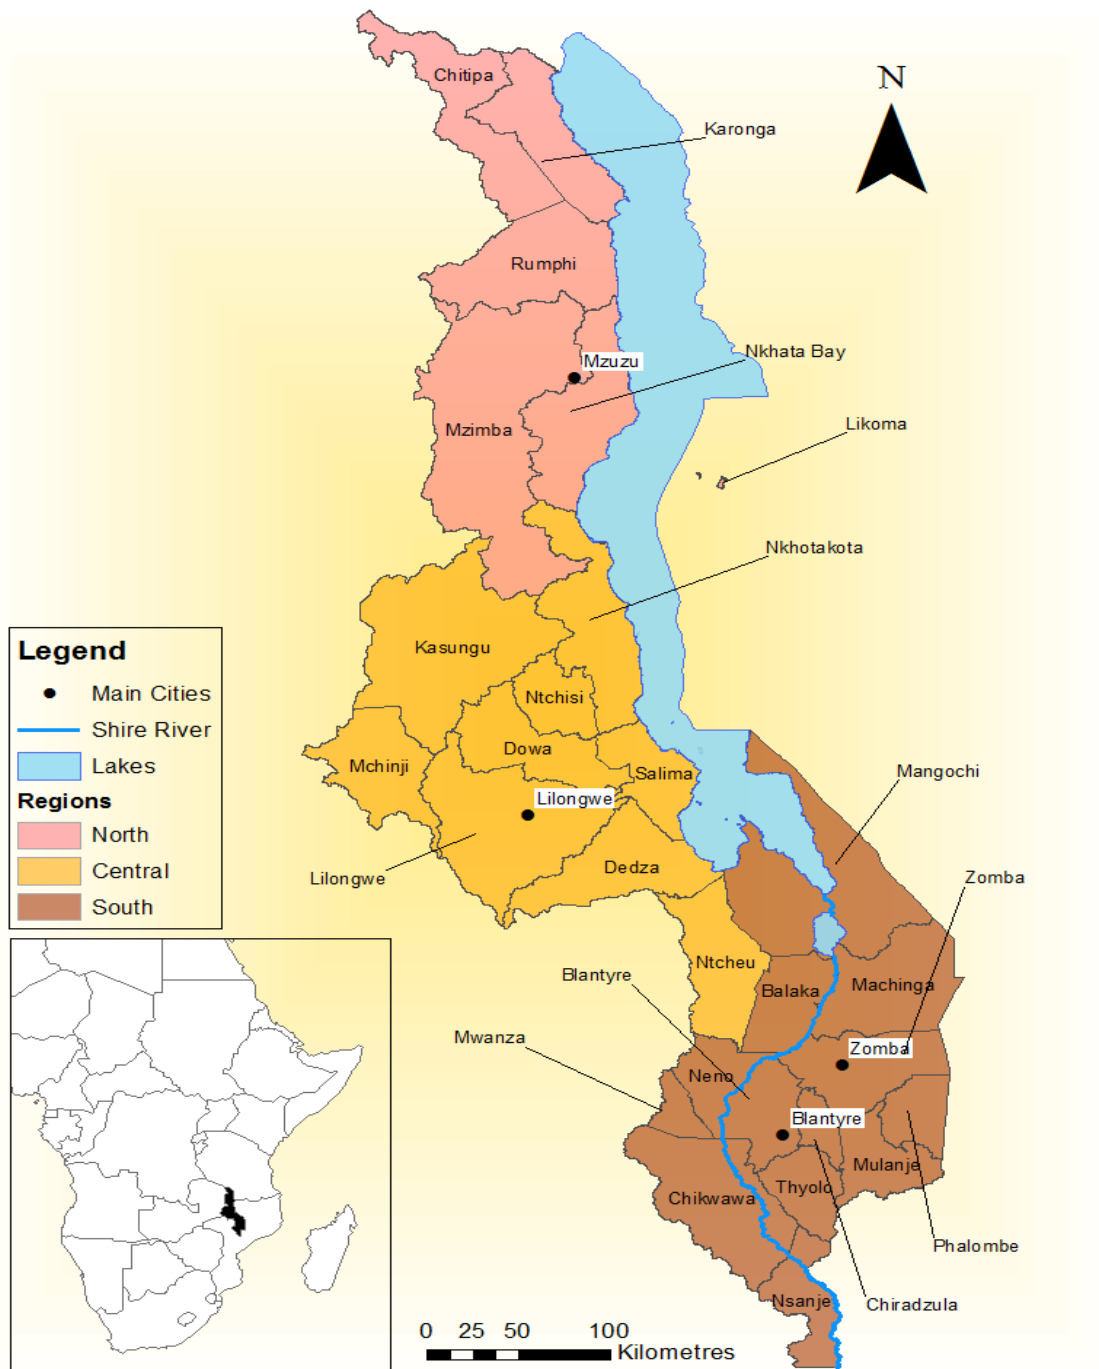 Chitipa
N
Karonga
Rumphi
Nkhata Bay
Mzuzu
Likoma
Mzimba
Nkhotakota
Kasungu
Ntchisi
Dowa
Mchinji
Salima
Mangochi
Lilongwe
Dedza
Lilongwe
Zomba
Ntcheu
Blantyre
Balaka
Machinga
Mwanza
Zomba
Neno
Blantyre
Mulanje
Thyolo
Chikwawa
Phalombe
Nsanje
Chiradzula
Legend
Main Cities
Shire River
Lakes
Regions
North
Central
South
0 25 50 100
Kilometres